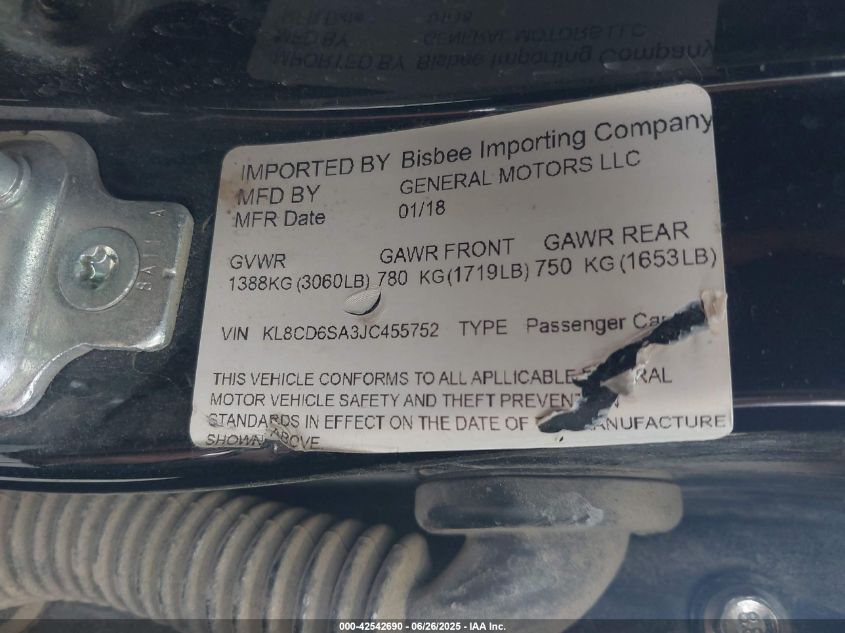 IMPORTED BY Bisbee Importing Company
MFD BY GENERAL MOTORS LLC
MFR Date 01/18
GVWR GAWR FRONT GAWR REAR
1388KG (3060LB) 780 KG(1719LB) 750 KG (1653LB)
VIN KL8CD6SA3JC455752 TYPE Passenger Car
THIS VEHICLE CONFORMS TO ALL APLLICABLE RAL
MOTOR VEHICLE SAFETY AND THEFT PREVENT N
STANDARDS IN EFFECT ON THE DATE OF MANUFACTURE
SHOWN ABOVE
000-42542690 - 06/26/2025 - IAA Inc.